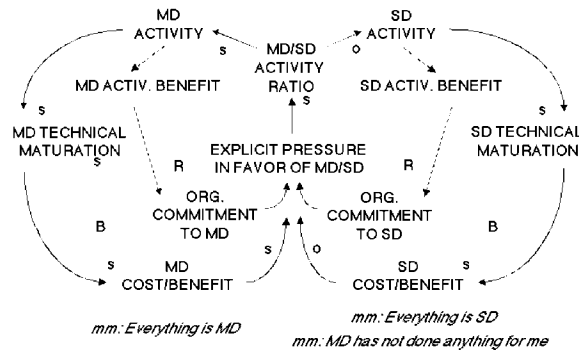 MD
ACTIVITY
s
MD/SD
ACTIVITY
RATIO
o
SD
ACTIVITY
MD ACTIV. BENEFIT
s
SD ACTIV. BENEFIT
s
MD TECHNICAL
MATURATION
s
s
SD TECHNICAL
MATURATION
EXPLICIT PRESSURE
IN FAVOR OF MD/SD
R
R
ORG.
COMMITMENT
TO MD
ORG.
COMMITMENT
TO SD
B
B
s
MD
COST/BENEFIT
s
o
SD
COST/BENEFIT
s
mm.: Everything is MD
mm.: Everything is SD
mm.: MD has not done anything for me